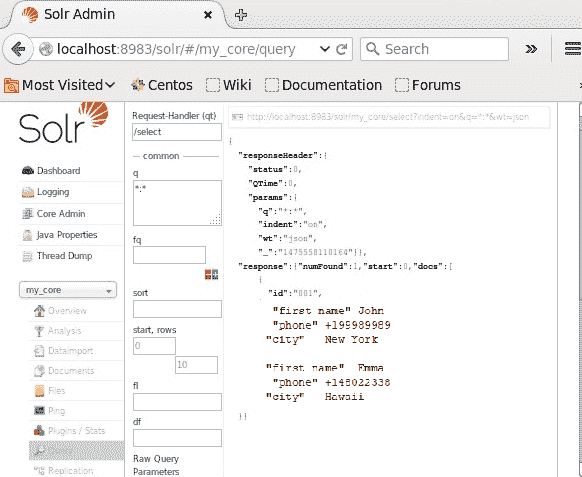 Solr Admin
localhost:8983/solr/#/my_core/query
Search
Most Visited
Centos
Wiki
Documentation
Forums
Solr
Dashboard
Logging
Core Admin
Java Properties
Thread Dump
my_core
Overview
Analysis
Dataimport
Documents
Files
Ping
Plugins / Stats
Query
Replication
Request-Handler (qt)
/select
common
q
*:*
fq
sort
start, rows
0
10
fl
df
Raw Query
Parameters
http://localhost:8983/solr/my_core/select?indent=on&q=*:*&wt=json
{
"responseHeader":{
"status":0,
"QTime":0,
"params":{
"q":"*:*",
"indent":"on",
"wt":"json",
"_":"1475558110164"}},
"response":{"numFound":1,"start":0,"docs":[
{
"id":"001",
"first name" John
"phone" +199989989
"city" New York
"first name" Emma
"phone" +148022338
"city" Hawaii
}]